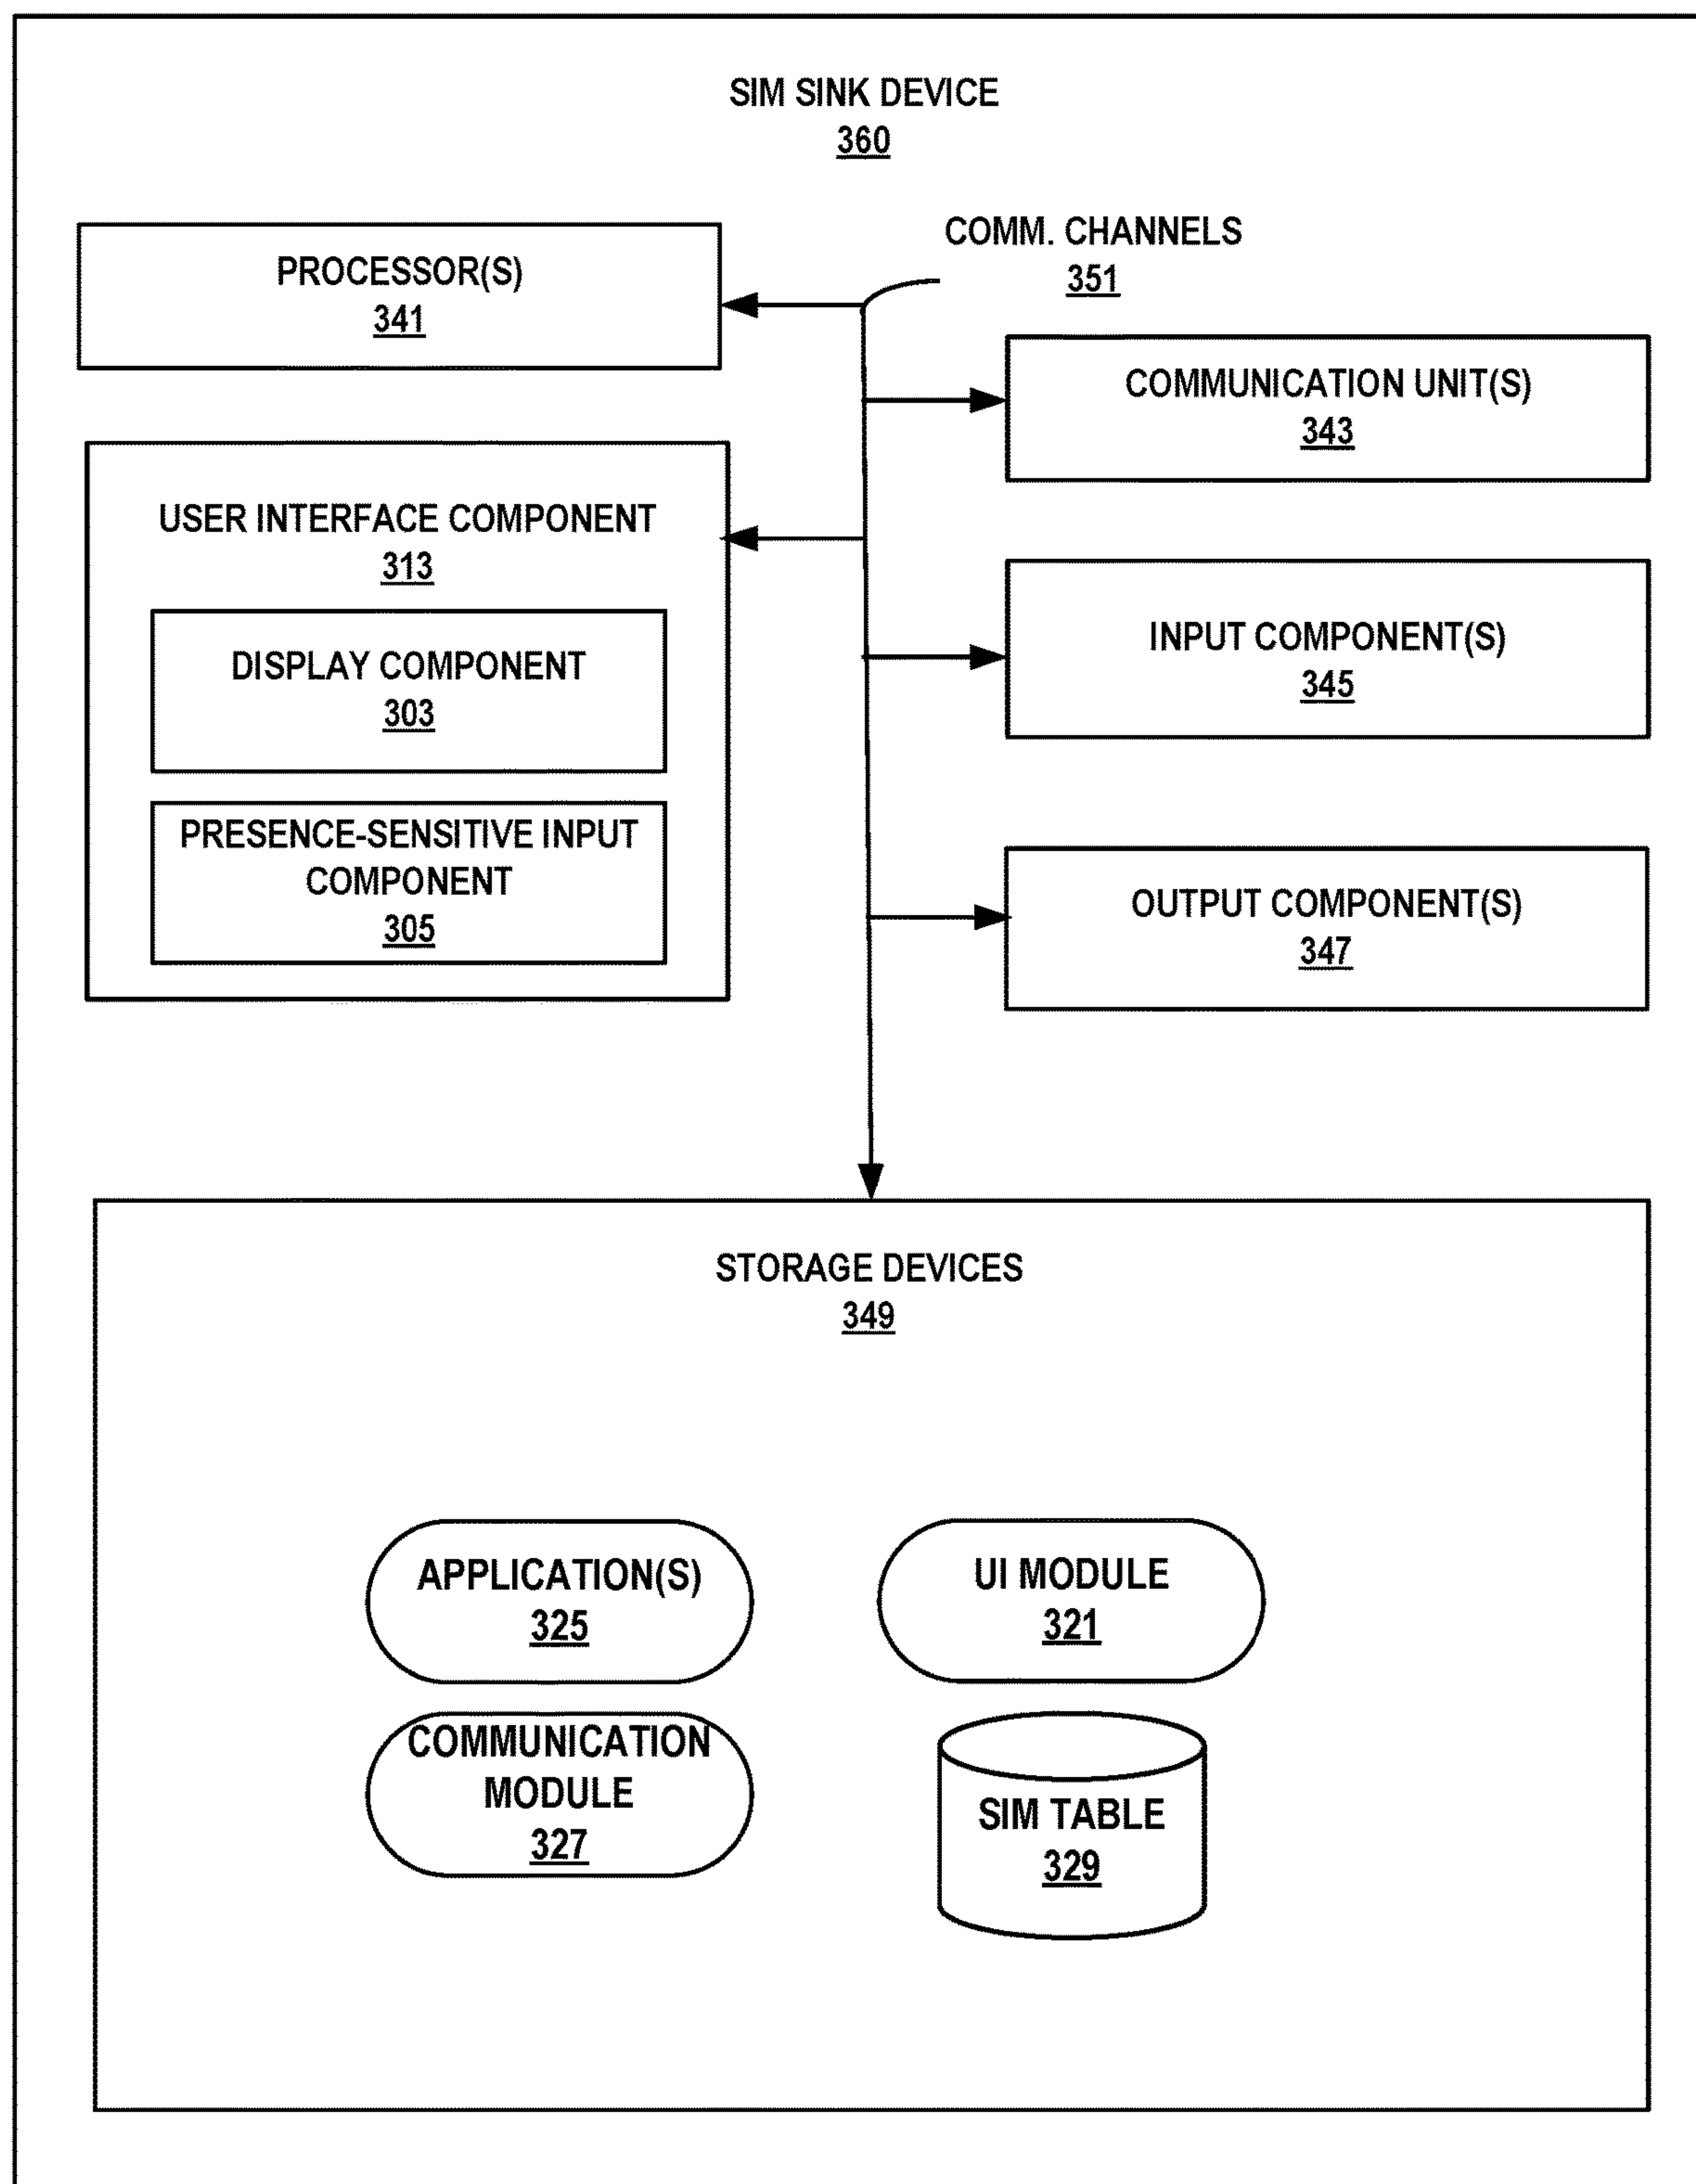 SIM SINK DEVICE
360
PROCESSOR(S)
341
COMM. CHANNELS
351
COMMUNICATION UNIT(S)
343
USER INTERFACE COMPONENT
313
DISPLAY COMPONENT
303
PRESENCE-SENSITIVE INPUT
COMPONENT
305
INPUT COMPONENT(S)
345
OUTPUT COMPONENT(S)
347
STORAGE DEVICES
349
APPLICATION(S)
325
UI MODULE
321
COMMUNICATION
MODULE
327
SIM TABLE
329